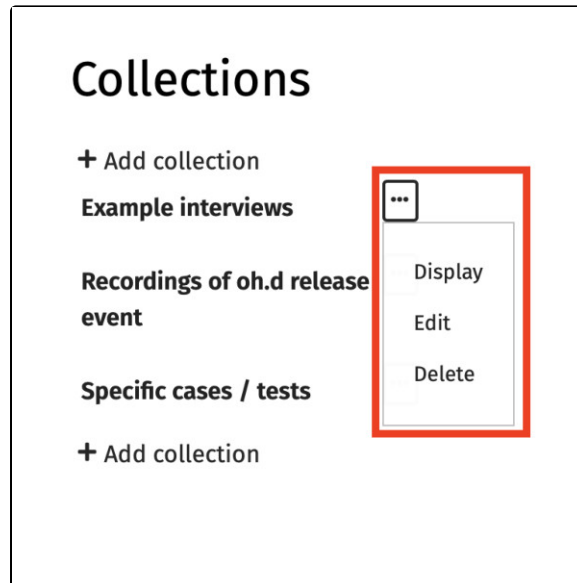 Collections
+ Add collection
Example interviews
...
Display
Recordings of oh.d release
event
Edit
Delete
Specific cases / tests
+ Add collection